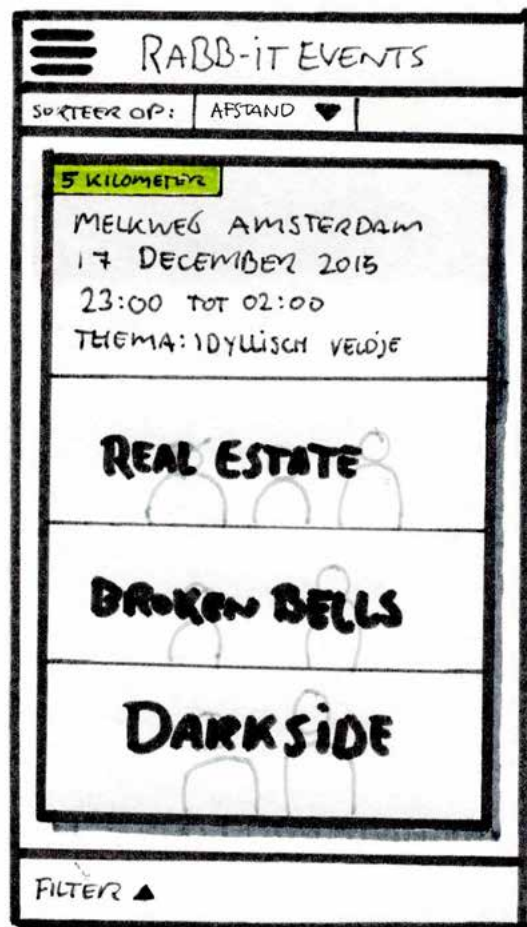 RABB-iT EVENTS
SORTEER OP: AFSTAND
5 KILOMETER
MELKWEG AMSTERDAM
17 DECEMBER 2015
23:00 TOT 02:00
THEMA: IDYLLISCH VELDJE
REAL ESTATE
BROKEN BELLS
DARKSiDE
FILTER